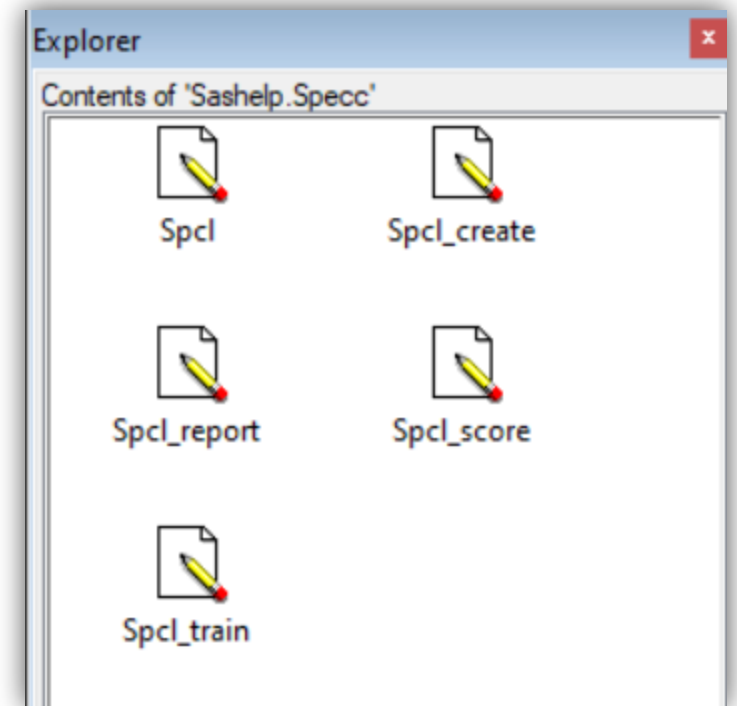 Explorer
Contents of 'Sashelp.Specc'
Spcl
Spcl_create
Spcl_report
Spcl_score
Spcl_train